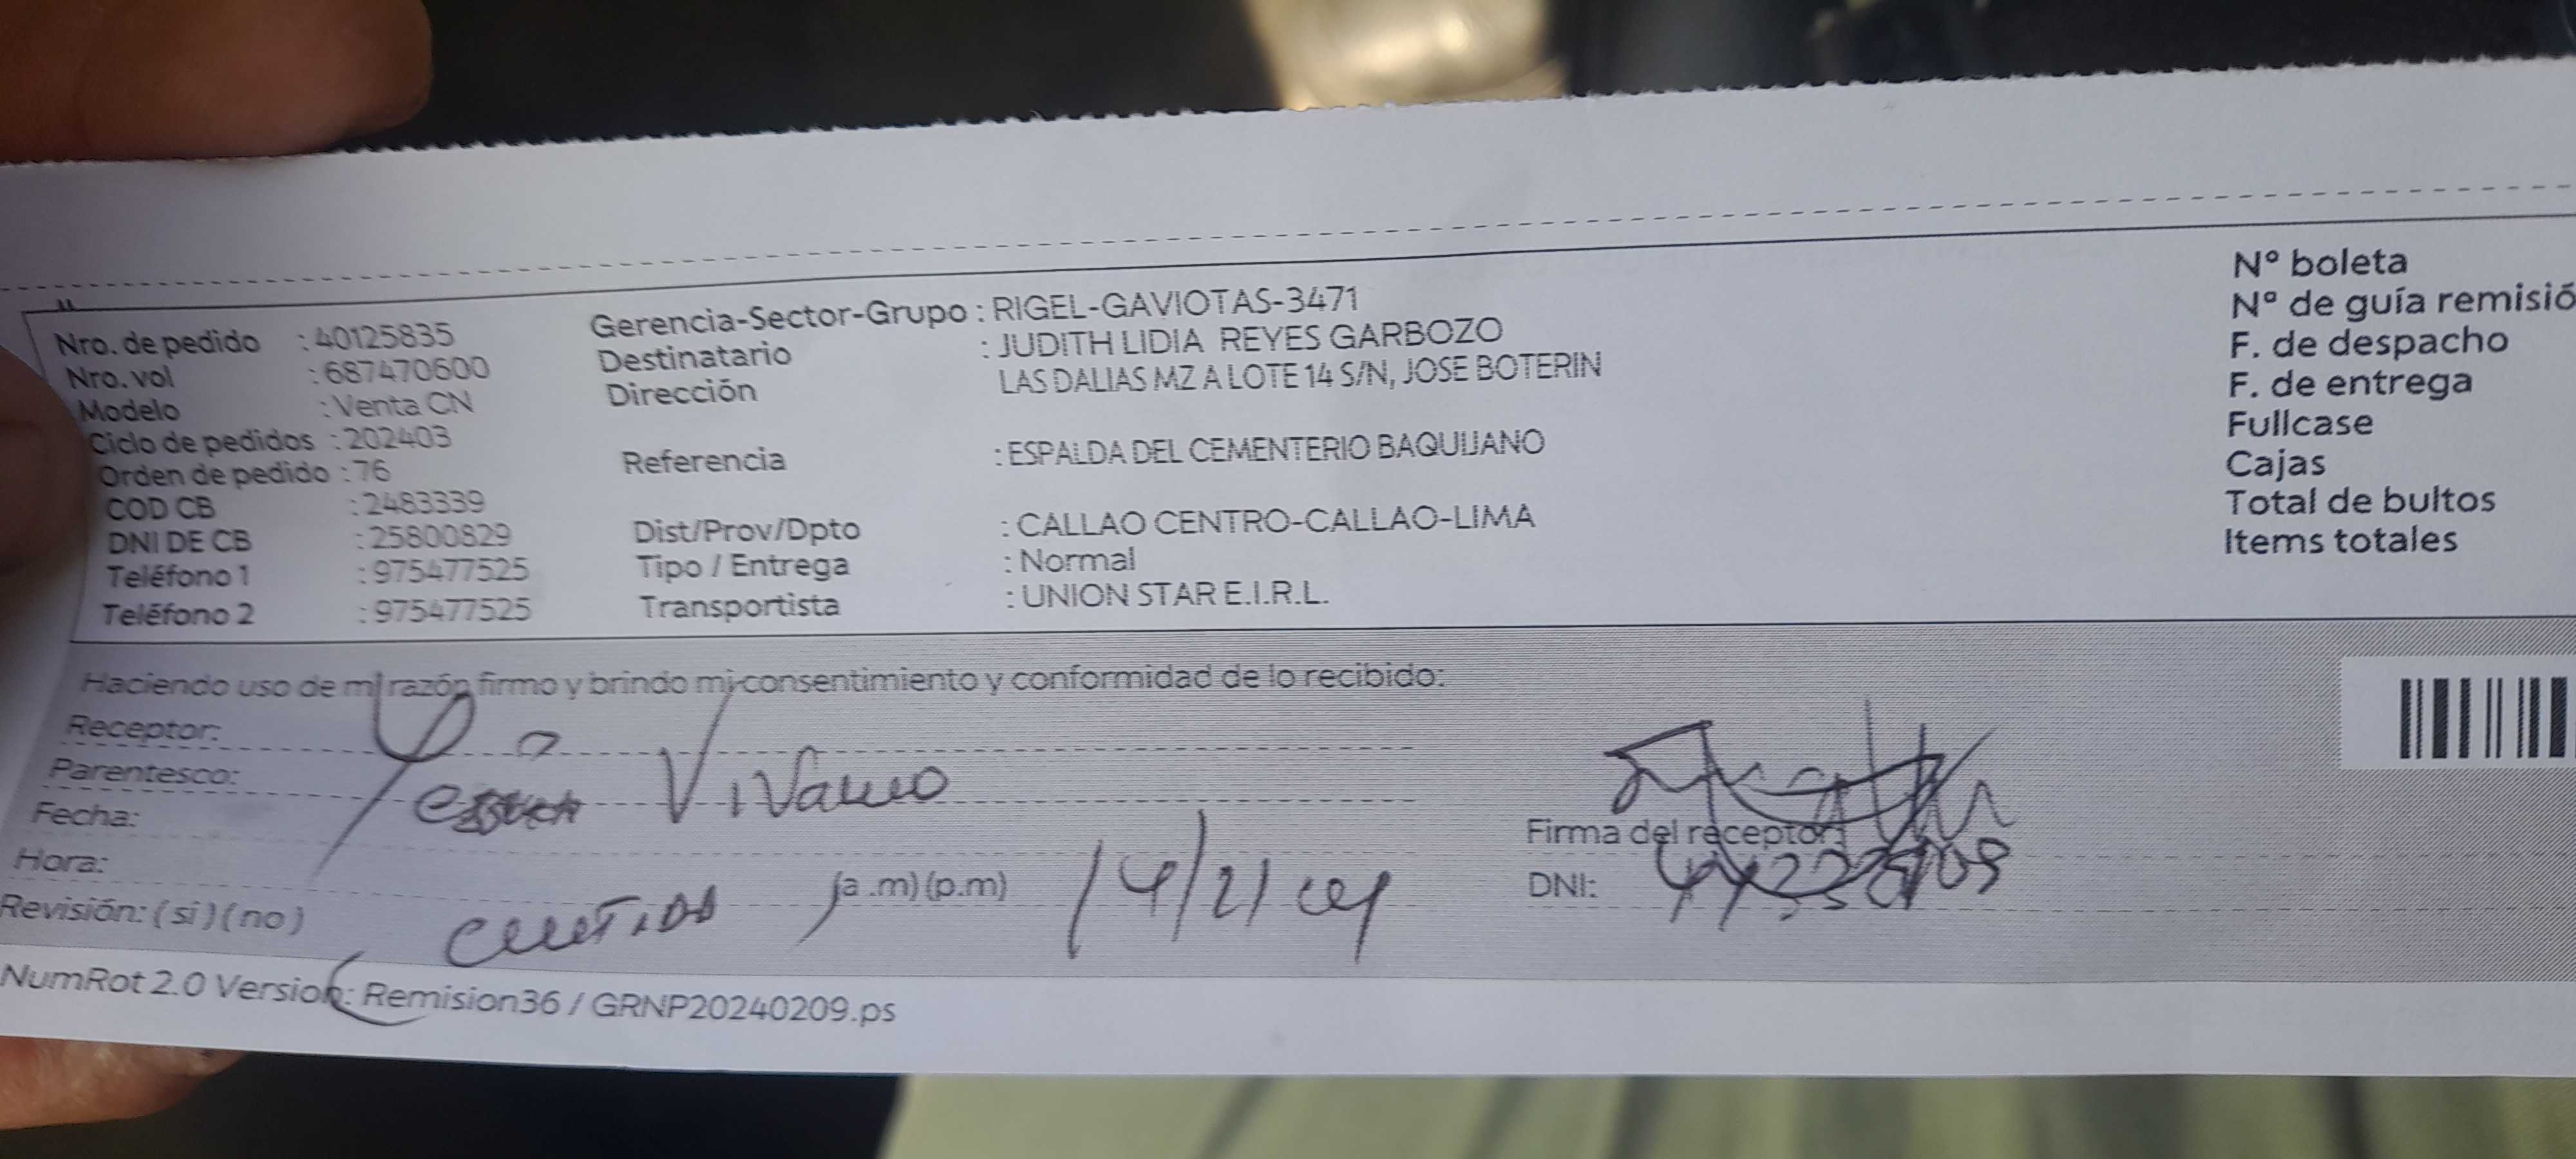 Nro. de pedido : 40125835
Nro. vol : 687470600
Modelo : Venta CN
Ciclo de pedidos : 202403
Orden de pedido : 76
COD CB : 2483339
DNI DE CB : 25800829
Teléfono 1 : 975477525
Teléfono 2 : 975477525
Gerencia-Sector-Grupo : RIGEL-GAVIOTAS-3471
Destinatario : JUDITH LIDIA REYES GARBOZO
Dirección LAS DALIAS MZ A LOTE 14 S/N, JOSE BOTERIN
Referencia : ESPALDA DEL CEMENTERIO BAQUIJANO
Dist/Prov/Dpto : CALLAO CENTRO-CALLAO-LIMA
Tipo / Entrega : Normal
Transportista : UNION STAR E.I.R.L.
N° boleta
N° de guía remisió
F. de despacho
F. de entrega
Fullcase
Cajas
Total de bultos
Items totales
Haciendo uso de mi razón firmo y brindo mi consentimiento y conformidad de lo recibido:
Receptor:
Parentesco:
Fecha:
Hora: (a .m) (p.m)
Revisión: ( si ) ( no )
Firma del receptor:
DNI:
NumRot 2.0 Version: Remision36 / GRNP20240209.ps